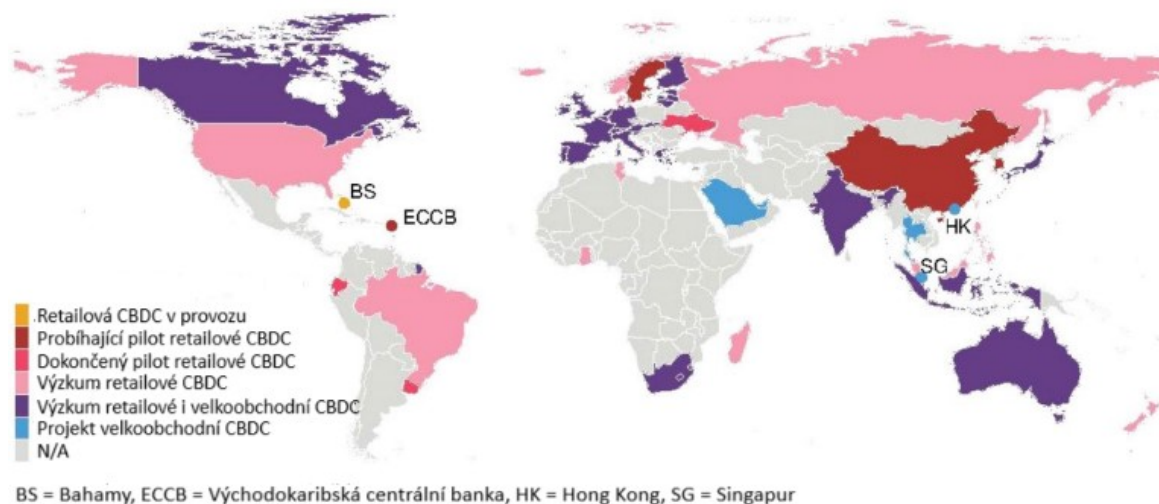 BS
ECCB
HK
SG
.Retailová CBDC v provozu
Probíhající pilot retailové CBDC
Dokončený pilot retailové CBDC
Výzkum retailové CBDC
Výzkum retailové i velkoobchodní CBDC
Projekt velkoobchodní CBDC
N/A
BS = Bahamy, ECCB = Východokaribská centrální banka, HK = Hong Kong, SG = Singapur